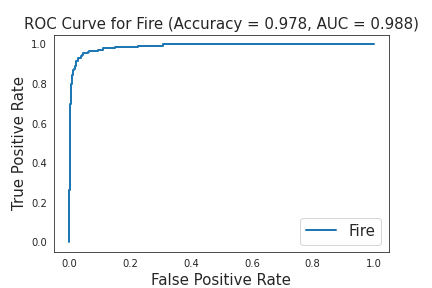 ROC Curve for Fire (Accuracy = 0.978, AUC = 0.988)
True Positive Rate
1.0
0.8
0.6
0.4
0.2
0.0
Fire
0.0 0.2 0.4 0.6 0.8 1.0
False Positive Rate